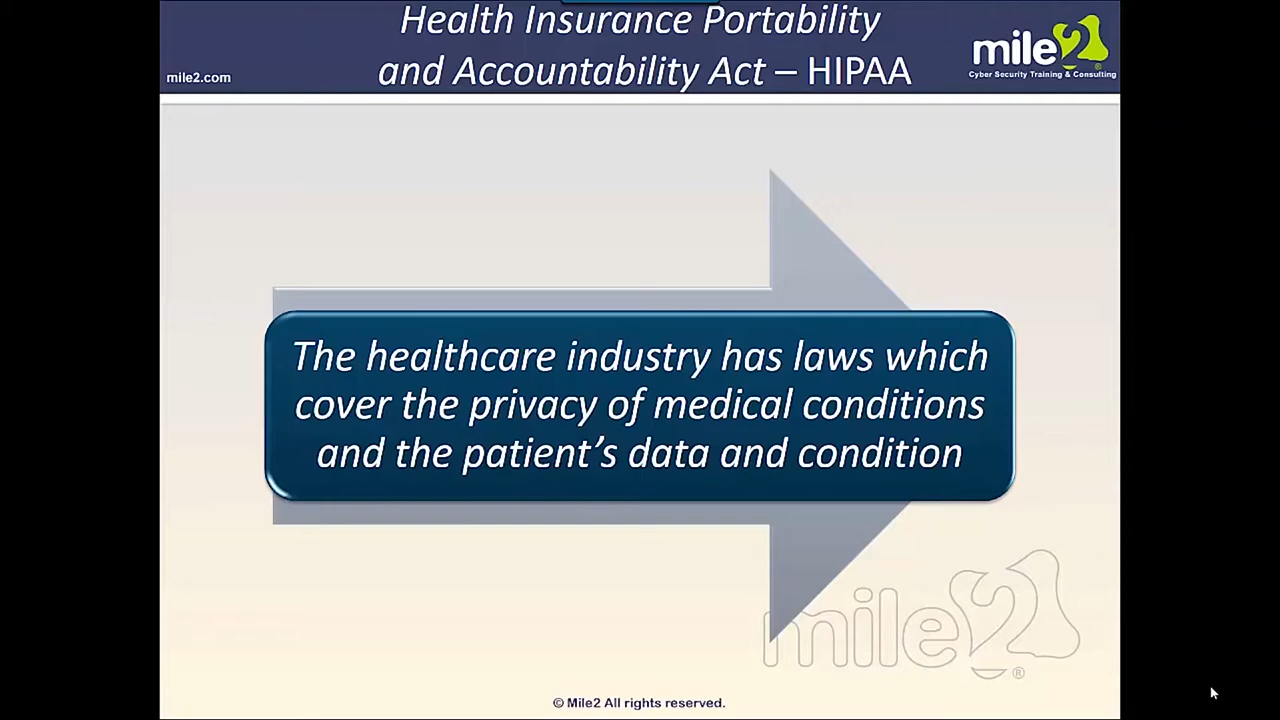 Health Insurance Portability
and Accountability Act – HIPAA
mile2.com
mile2
®
Cyber Security Training & Consulting
The healthcare industry has laws which
cover the privacy of medical conditions
and the patient’s data and condition
mile2
®
© Mile2 All rights reserved.